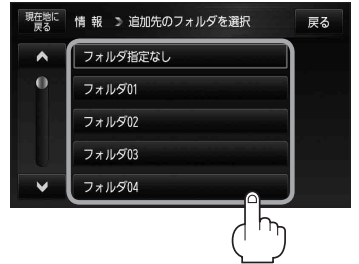 現在地に
戻る
情 報 > 追加先のフォルダを選択
戻る
フォルダ指定なし
フォルダ01
フォルダ02
フォルダ03
フォルダ04